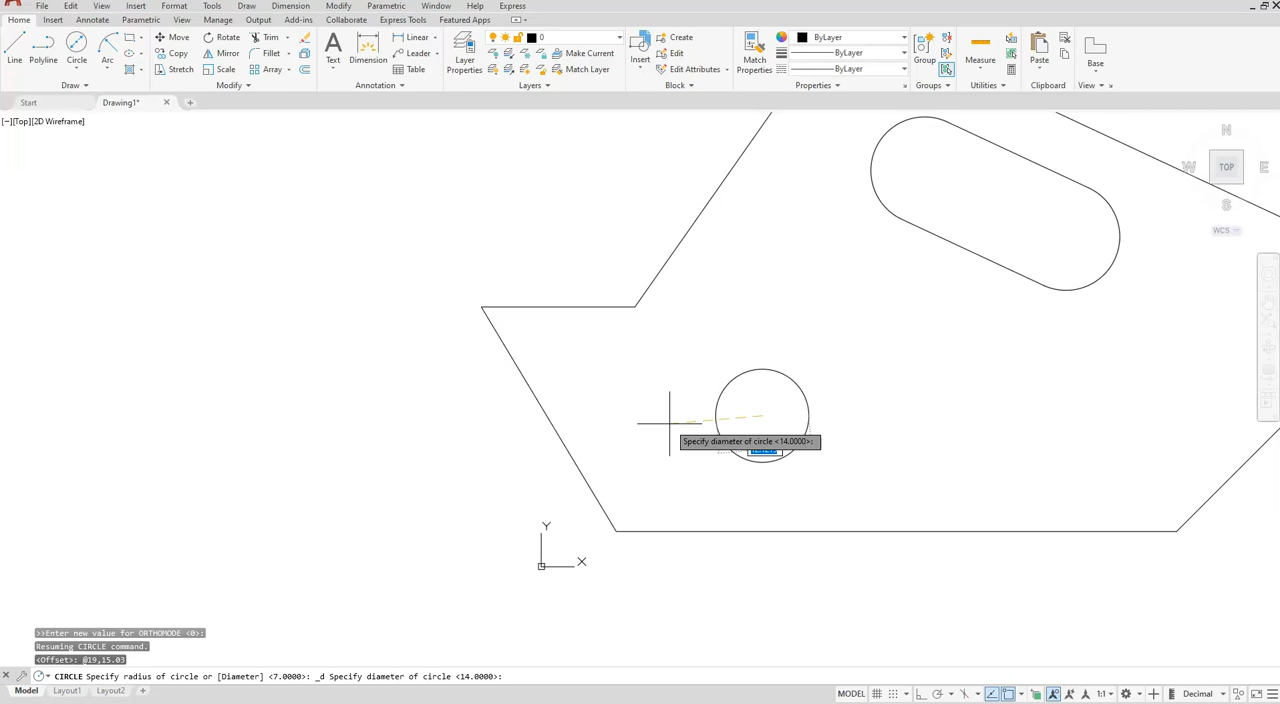 File Edit View Insert Format Tools Draw Dimension Modify Parametric Window Help Express
Home Insert Annotate Parametric View Manage Output Add-ins Collaborate Express Tools Featured Apps
Line Polyline Circle Arc Move Rotate Trim Text Dimension Linear Layer Properties 0 Insert Create Match Properties ByLayer Group Measure Paste Base
Copy Mirror Fillet Leader Make Current Edit ByLayer
Stretch Scale Array Table Match Layer Edit Attributes ByLayer
Draw Modify Annotation Layers Block Properties Groups Utilities Clipboard View
Start Drawing1*
[−][Top][2D Wireframe]
N
W TOP E
S
WCS
Specify diameter of circle <14.0000>:
Y
X
>>Enter new value for ORTHOMODE <0>:
Resuming CIRCLE command.
<Offset>: @19,15.03
CIRCLE Specify radius of circle or [Diameter] <7.0000>: _d Specify diameter of circle <14.0000>:
Model Layout1 Layout2 MODEL 1:1 Decimal